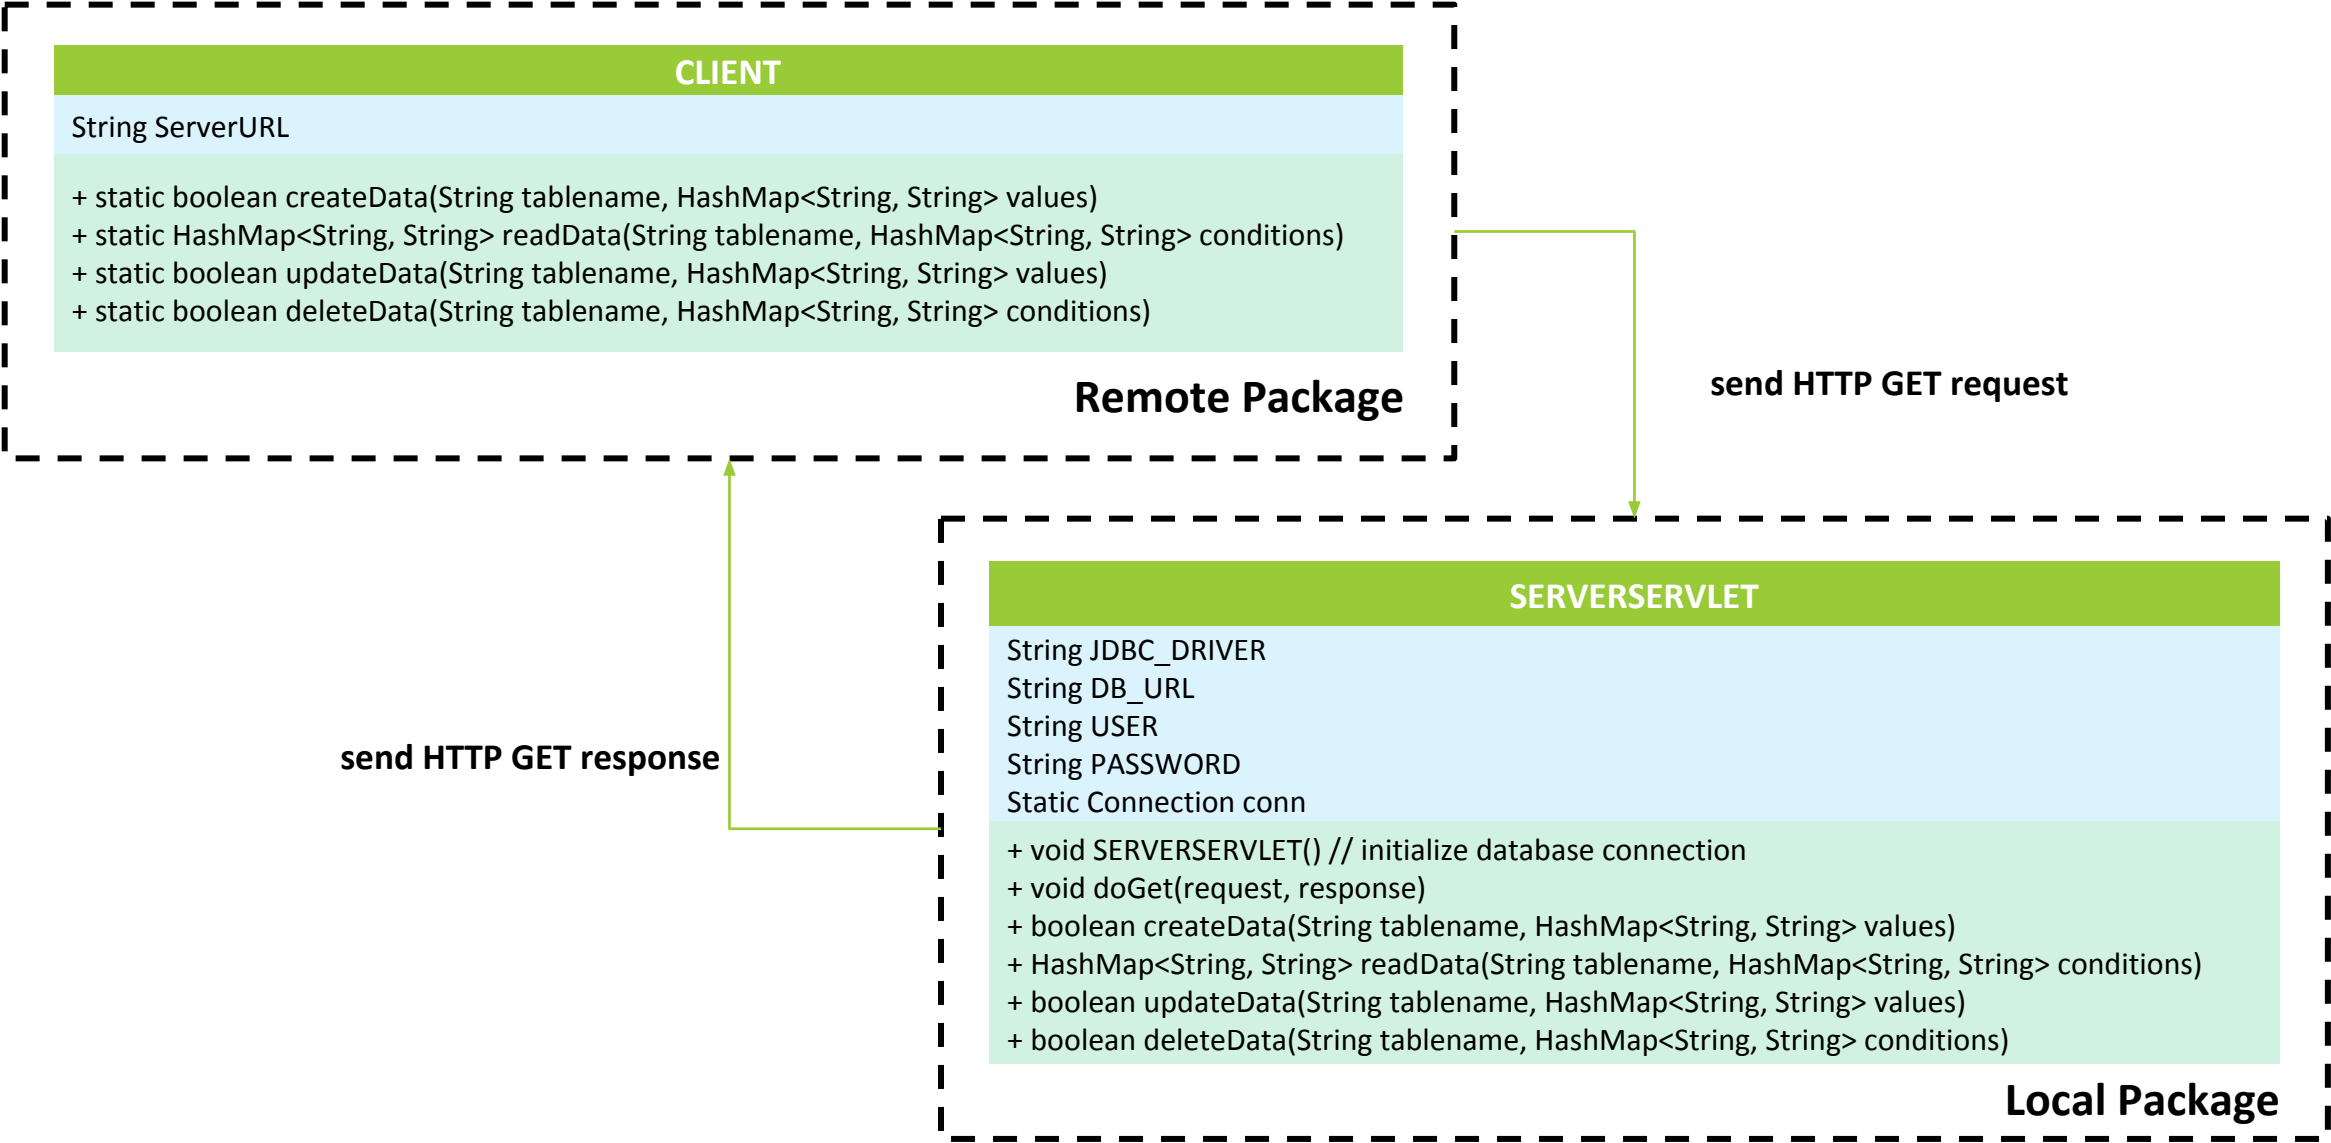 CLIENT
String ServerURL
+ static boolean createData(String tablename, HashMap<String, String> values)
+ static HashMap<String, String> readData(String tablename, HashMap<String, String> conditions)
+ static boolean updateData(String tablename, HashMap<String, String> values)
+ static boolean deleteData(String tablename, HashMap<String, String> conditions)
Remote Package
send HTTP GET request
send HTTP GET response
SERVERSERVLET
String JDBC_DRIVER
String DB_URL
String USER
String PASSWORD
Static Connection conn
+ void SERVERSERVLET() // initialize database connection
+ void doGet(request, response)
+ boolean createData(String tablename, HashMap<String, String> values)
+ HashMap<String, String> readData(String tablename, HashMap<String, String> conditions)
+ boolean updateData(String tablename, HashMap<String, String> values)
+ boolean deleteData(String tablename, HashMap<String, String> conditions)
Local Package